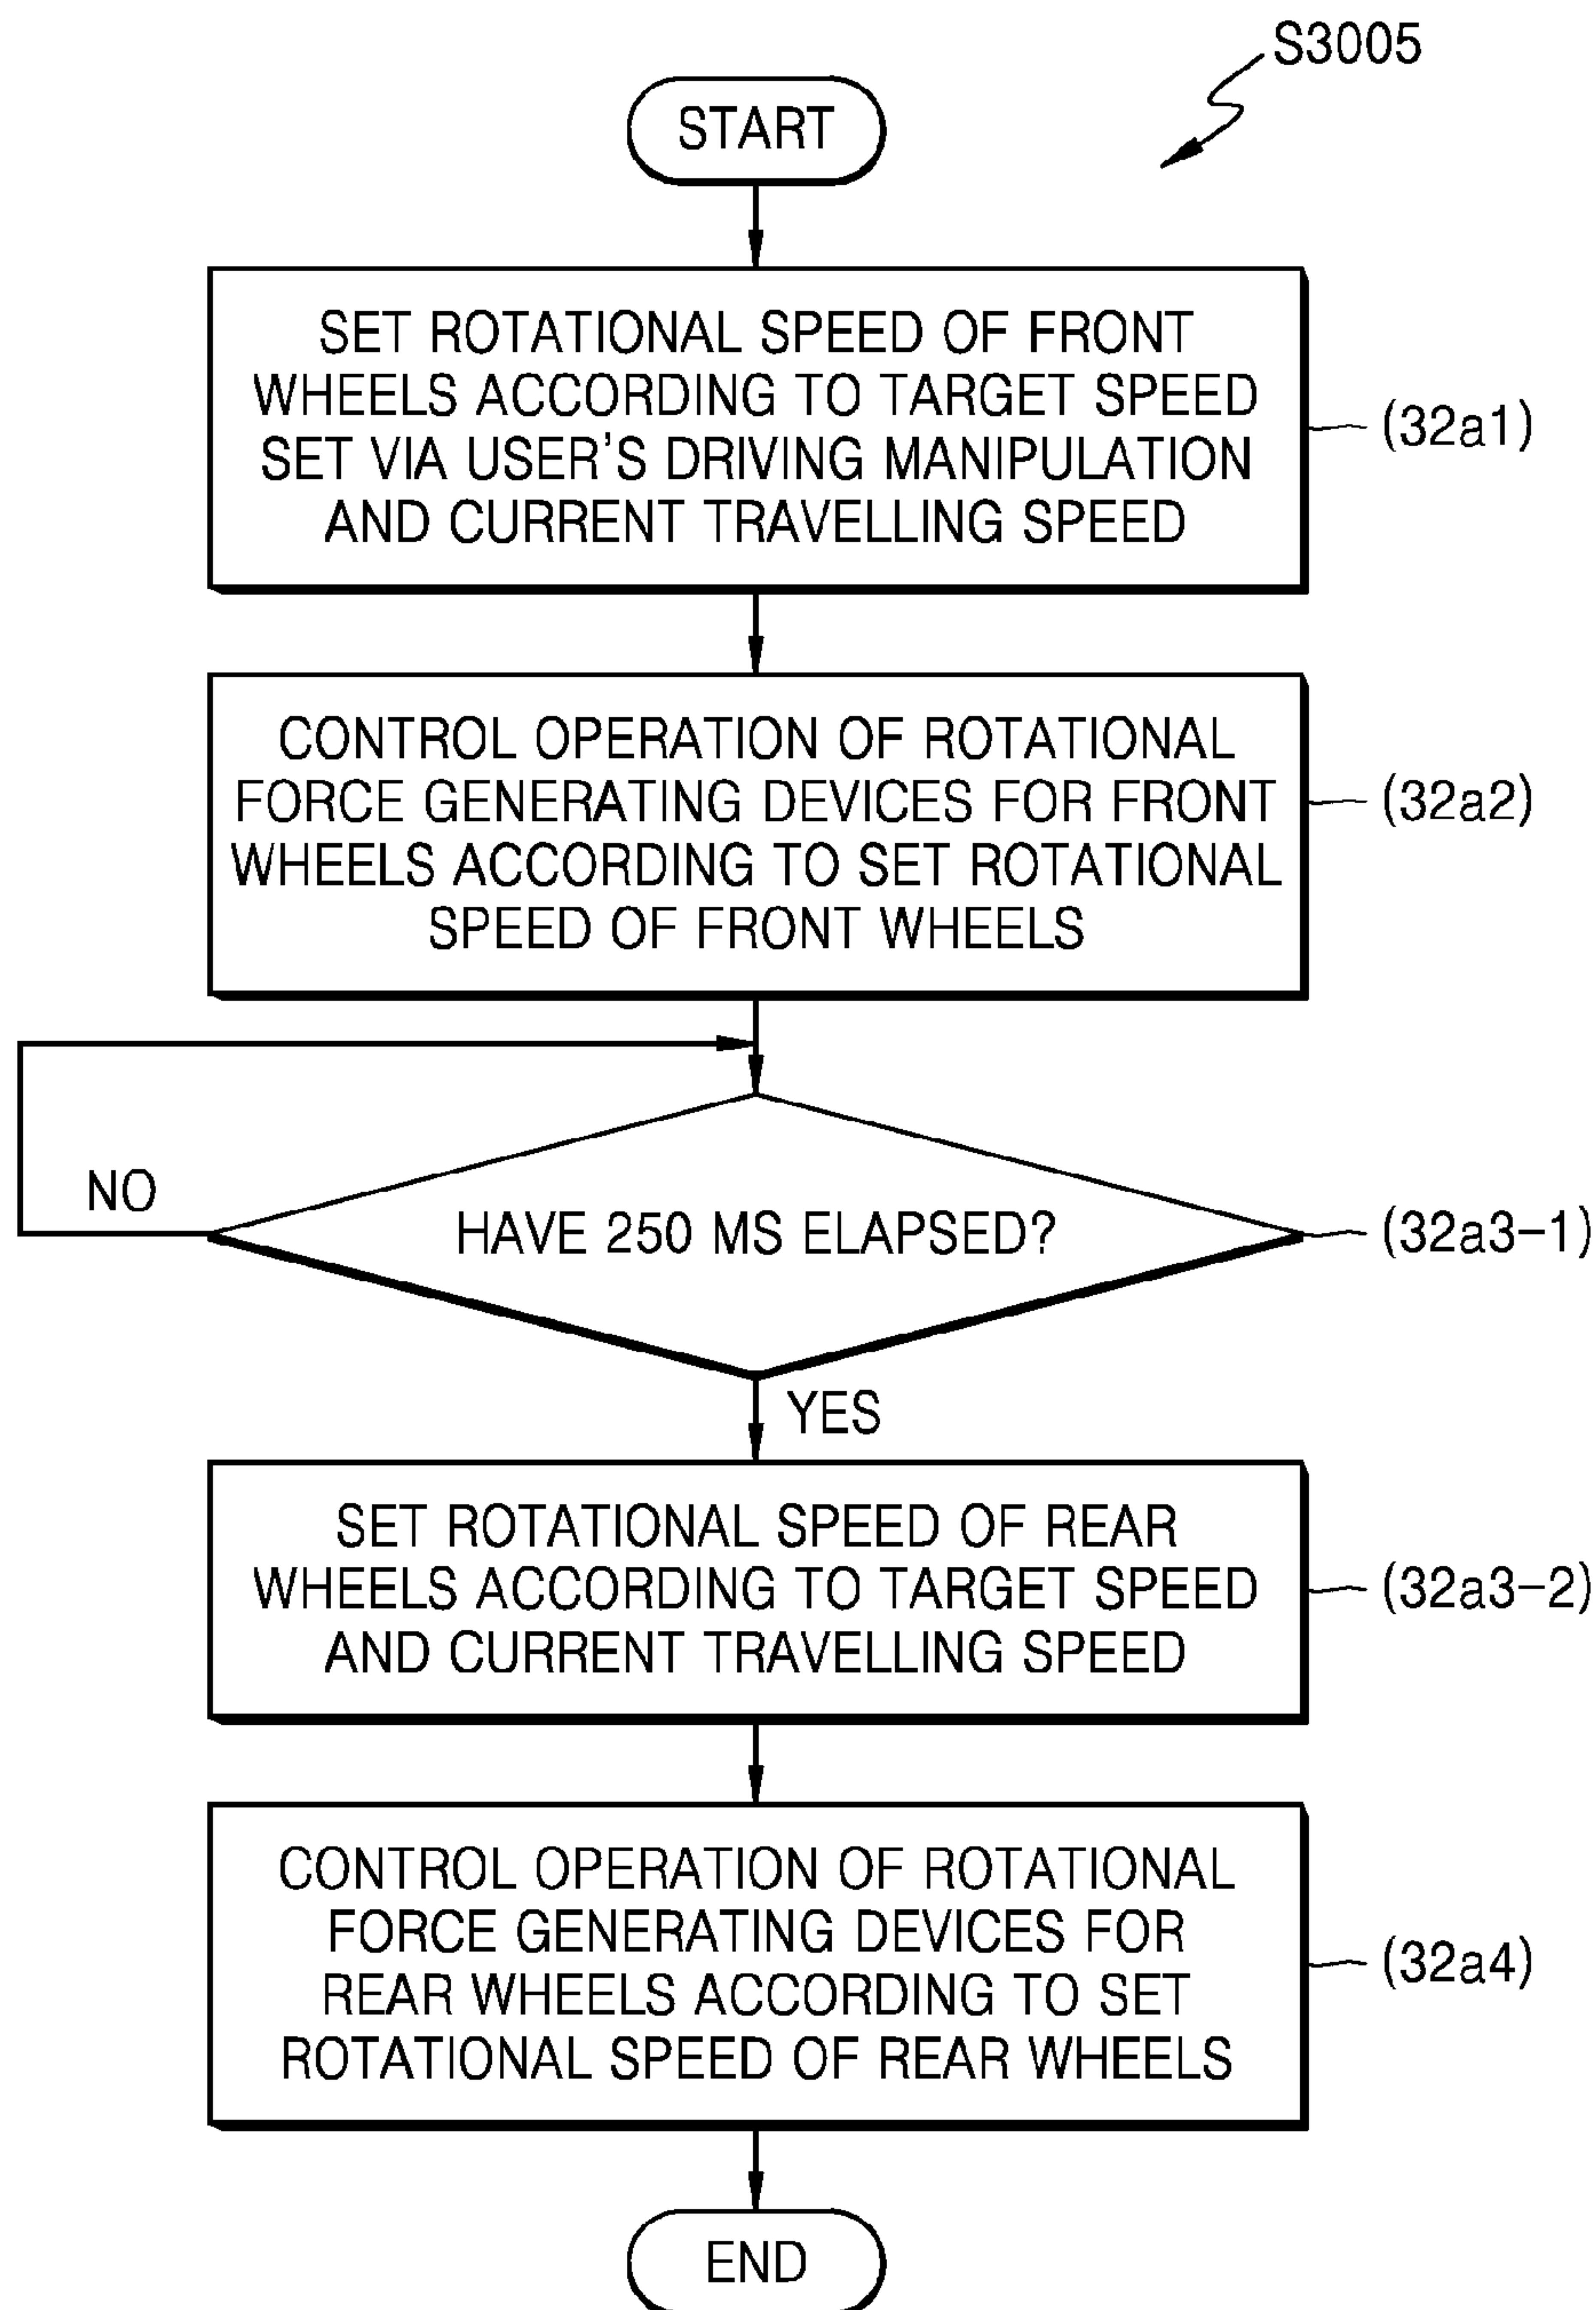 S3005
START
SET ROTATIONAL SPEED OF FRONT
WHEELS ACCORDING TO TARGET SPEED
SET VIA USER'S DRIVING MANIPULATION
AND CURRENT TRAVELLING SPEED
(32a1)
CONTROL OPERATION OF ROTATIONAL
FORCE GENERATING DEVICES FOR FRONT
WHEELS ACCORDING TO SET ROTATIONAL
SPEED OF FRONT WHEELS
(32a2)
NO
HAVE 250 MS ELAPSED?
(32a3-1)
YES
SET ROTATIONAL SPEED OF REAR
WHEELS ACCORDING TO TARGET SPEED
AND CURRENT TRAVELLING SPEED
(32a3-2)
CONTROL OPERATION OF ROTATIONAL
FORCE GENERATING DEVICES FOR
REAR WHEELS ACCORDING TO SET
ROTATIONAL SPEED OF REAR WHEELS
(32a4)
END